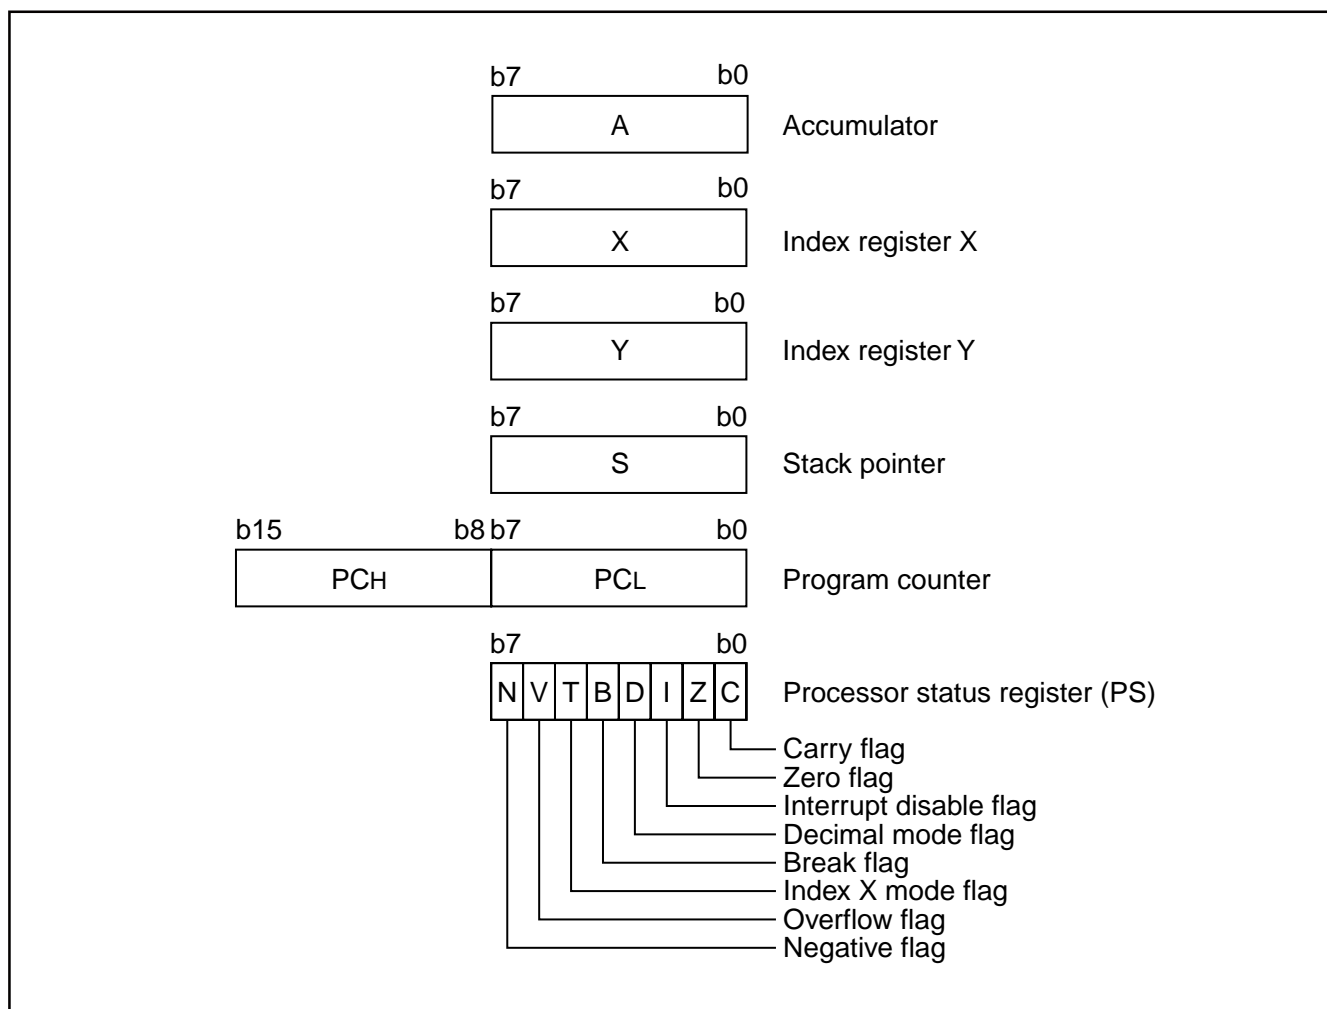 b7 b0
A Accumulator
b7 b0
X Index register X
b7 b0
Y Index register Y
b7 b0
S Stack pointer
b15 b8 b7 b0
PCH PCL Program counter
b7 b0
N V T B D I Z C Processor status register (PS)
Carry flag
Zero flag
Interrupt disable flag
Decimal mode flag
Break flag
Index X mode flag
Overflow flag
Negative flag